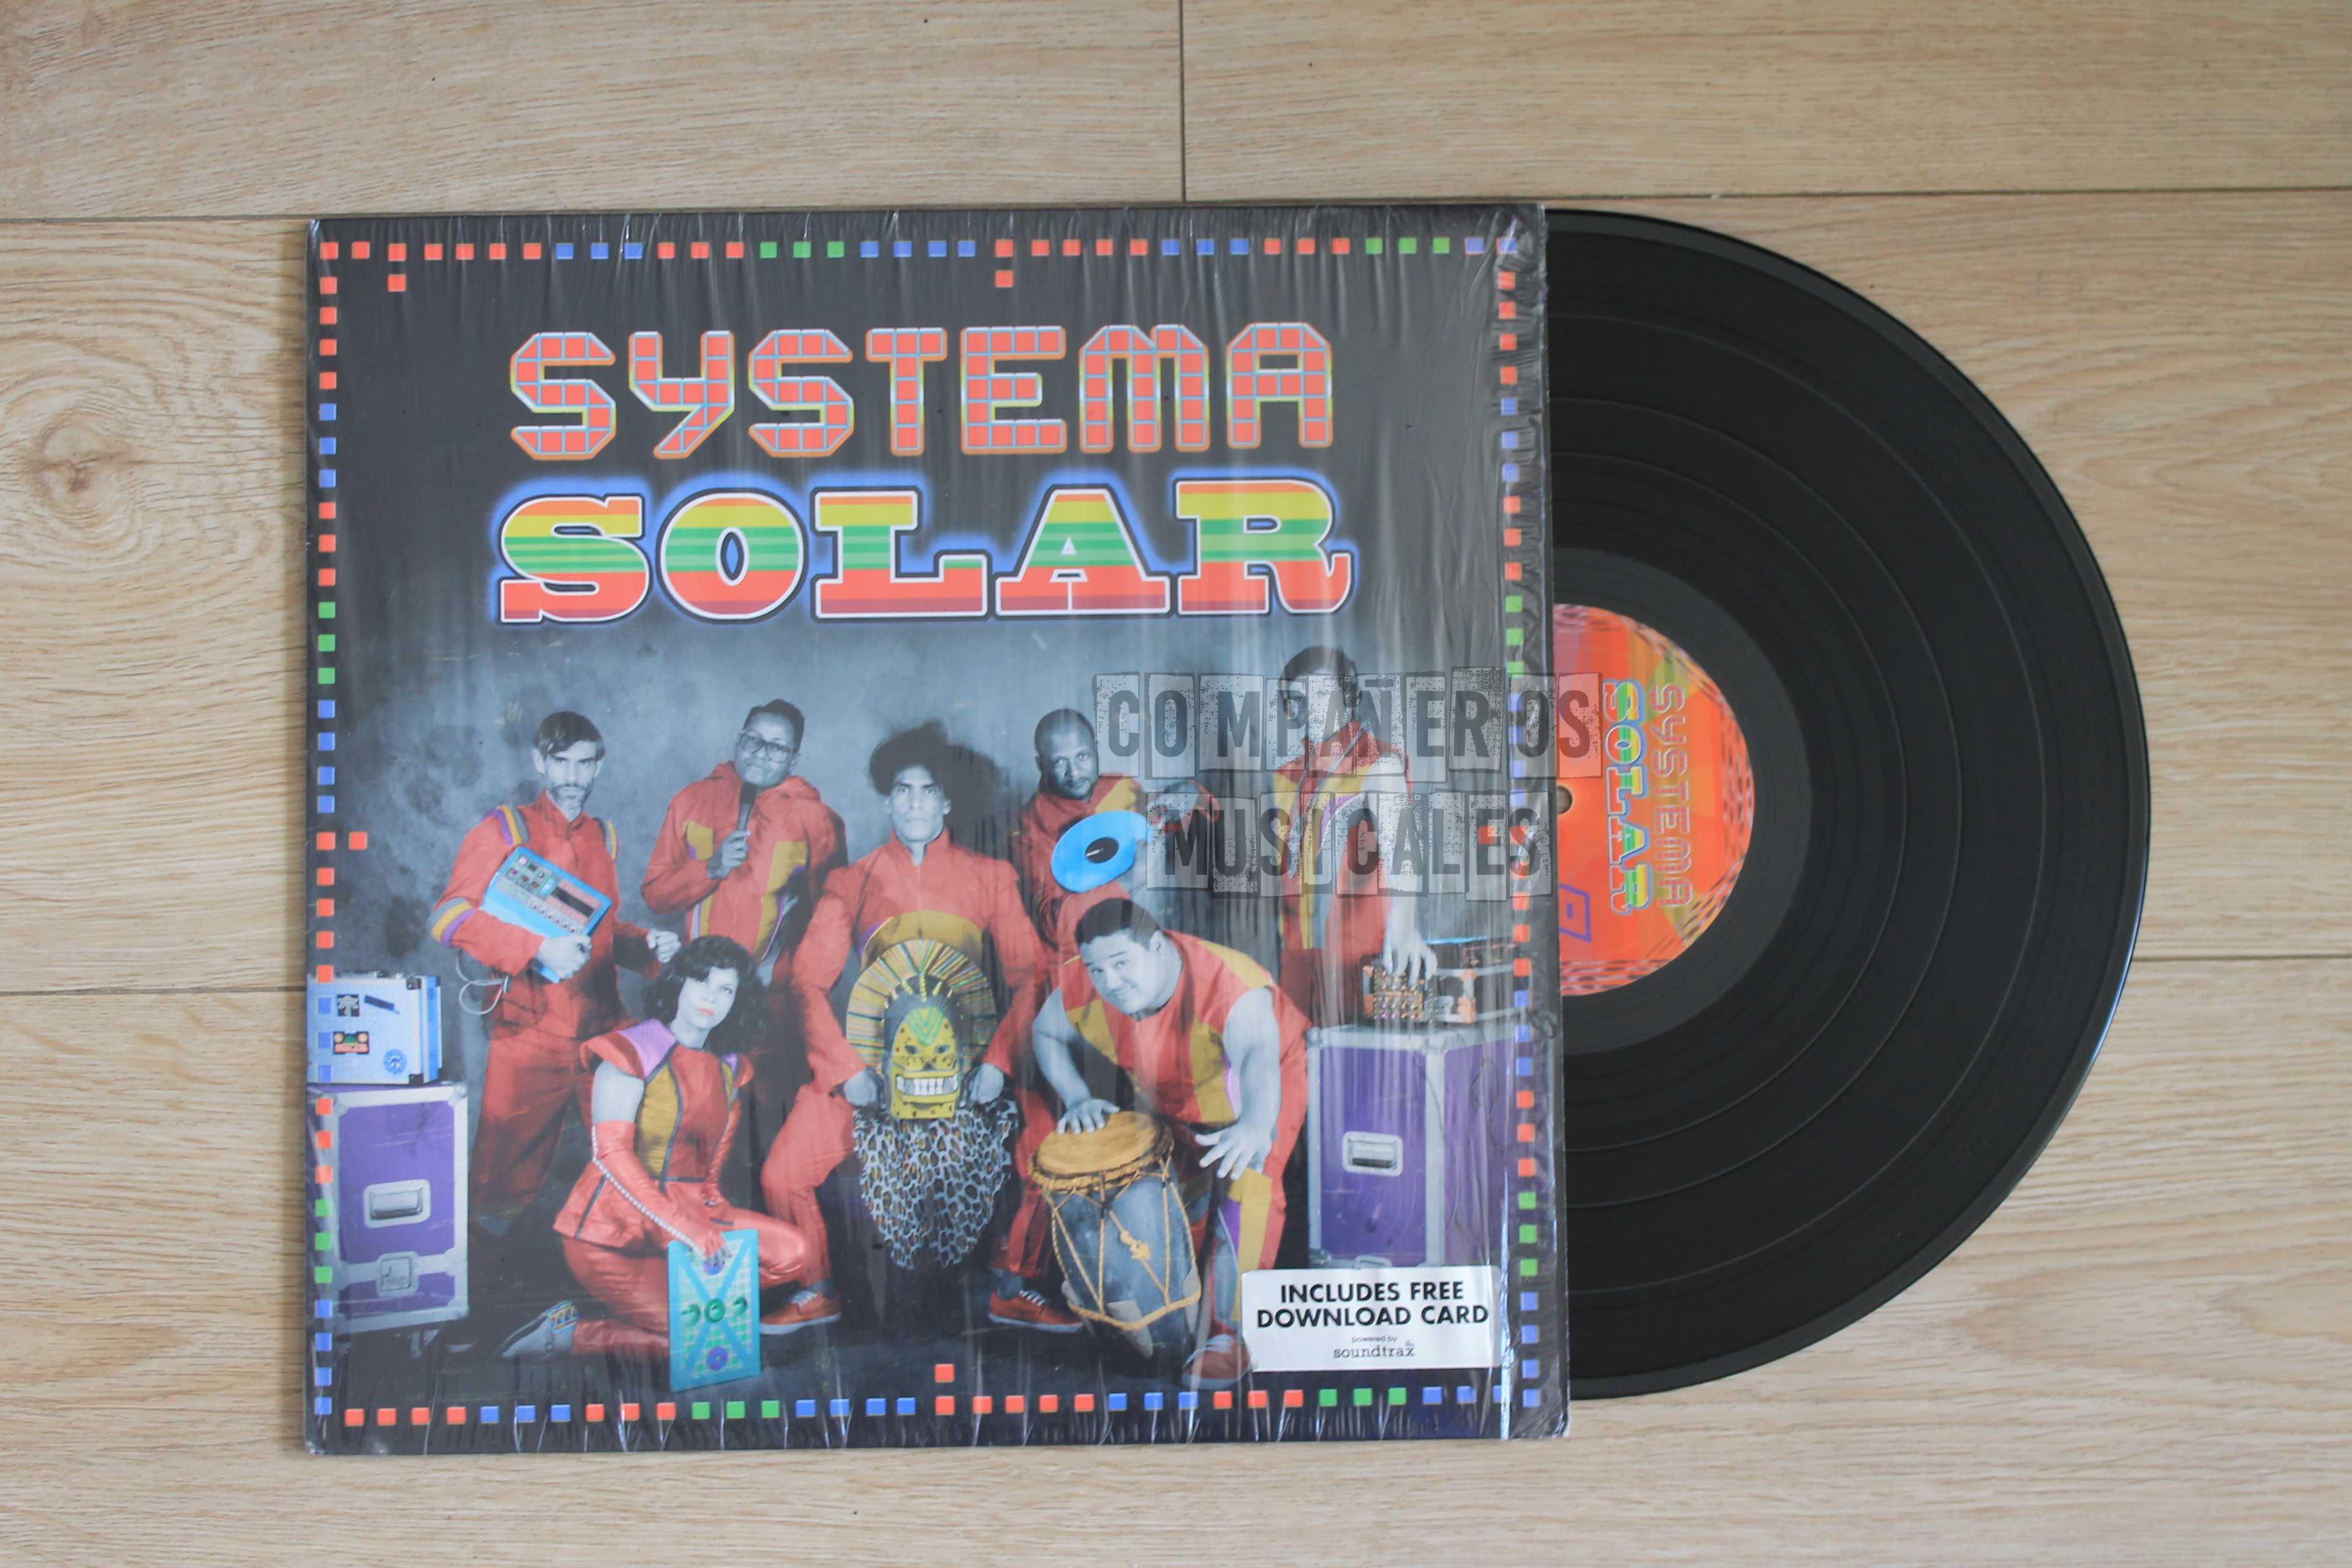 SYSTEMA
SOLAR
COMPAÑEROS
MUSICALES
SYSTEMA
SOLAR
INCLUDES FREE
DOWNLOAD CARD
powered by
soundtrax